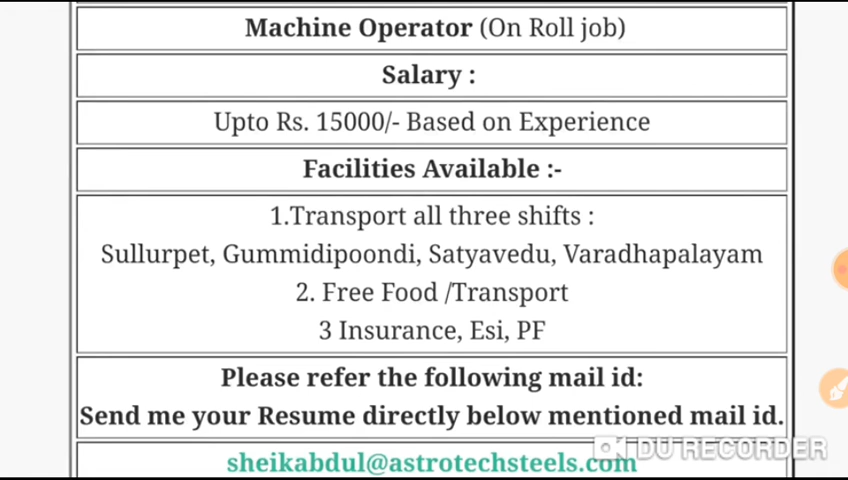 Machine Operator (On Roll job)
Salary :
Upto Rs. 15000/- Based on Experience
Facilities Available :-
1.Transport all three shifts :
Sullurpet, Gummidipoondi, Satyavedu, Varadhapalayam
2. Free Food /Transport
3 Insurance, Esi, PF
Please refer the following mail id:
Send me your Resume directly below mentioned mail id.
DU RECORDER
sheikabdul@astrotechsteels.com